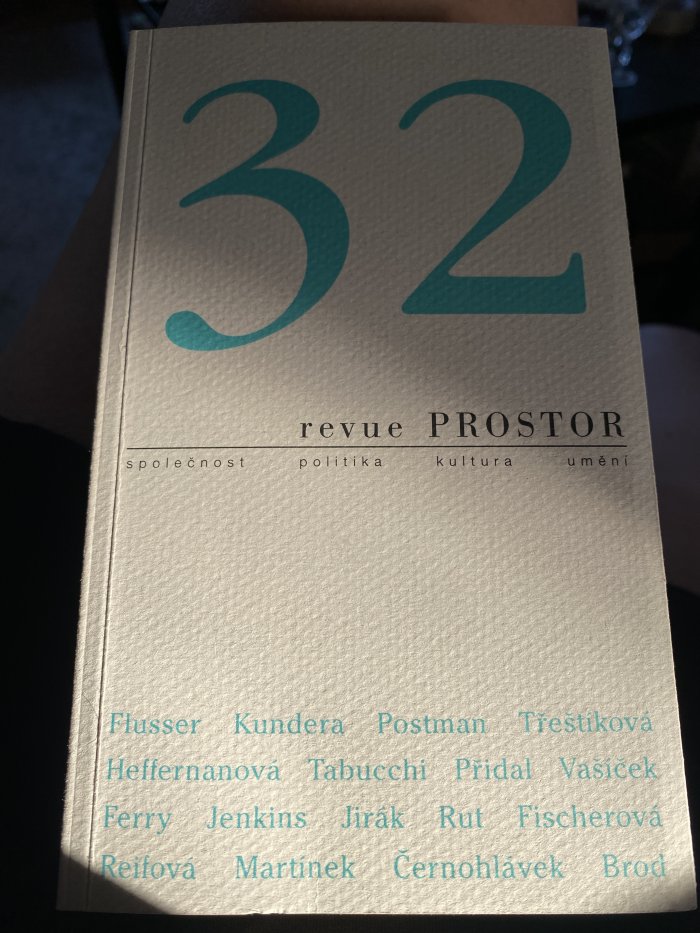 32
revue PROSTOR
společnost politika kultura umění
Flusser Kundera Postman Třeštíková
Heffernanová Tabucchi Přidal Vašíček
Ferry Jenkins Jirák Rut Fischerová
Reifová Martínek Černohlávek Brod